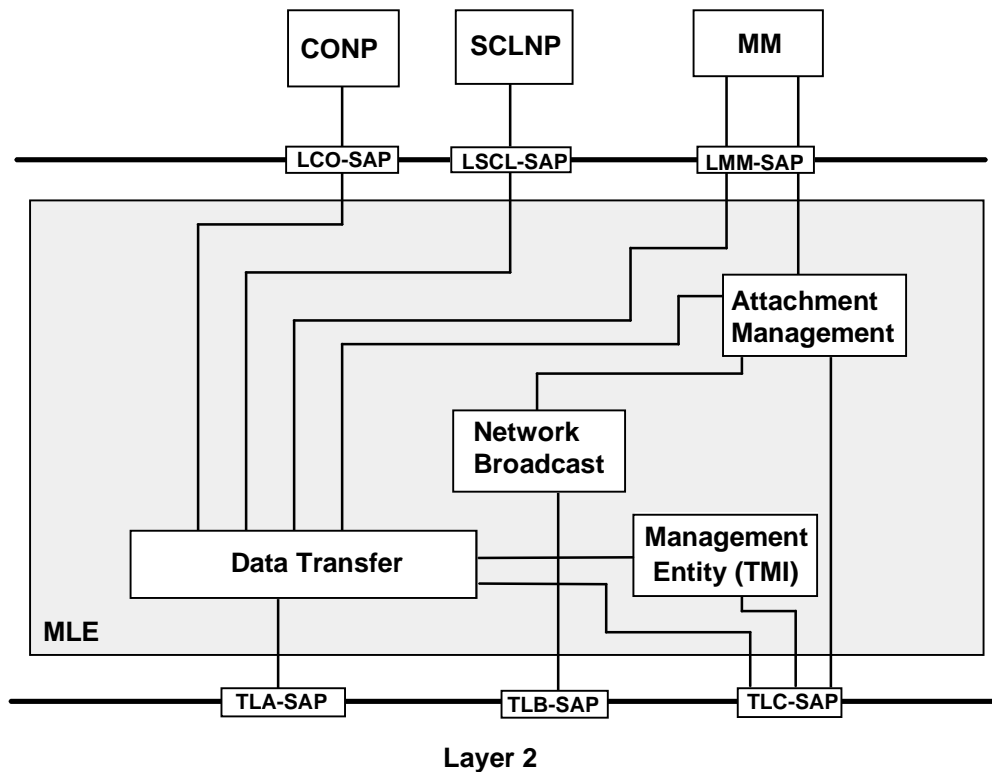 CONP
SCLNP
MM
LCO-SAP
LSCL-SAP
LMM-SAP
Attachment
Management
Network
Broadcast
Data Transfer
Management
Entity (TMI)
MLE
TLA-SAP
TLB-SAP
TLC-SAP
Layer 2